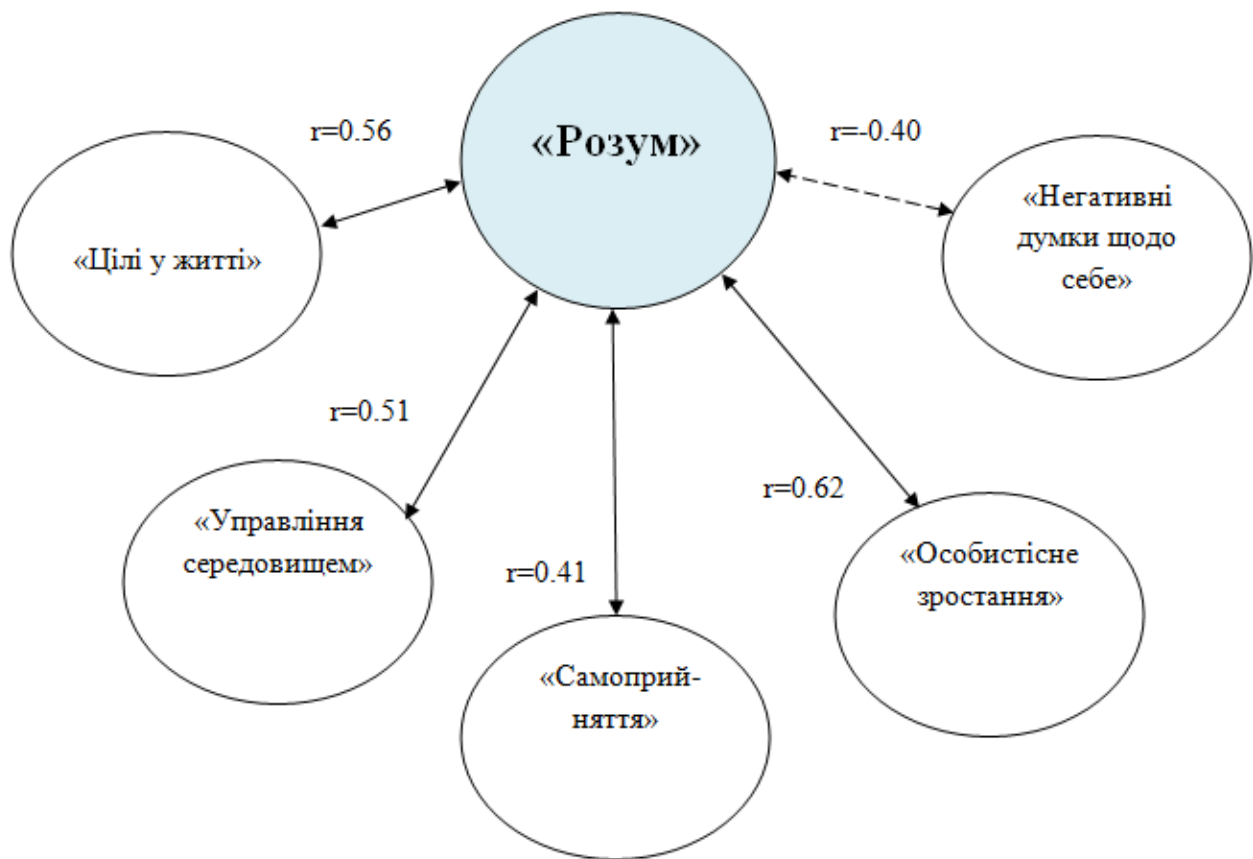 «Розум»
r=0.56
r=-0.40
«Цілі у житті»
«Негативні
думки щодо
себе»
r=0.51
r=0.62
r=0.41
«Управління
середовищем»
«Особистісне
зростання»
«Самоприй-
няття»